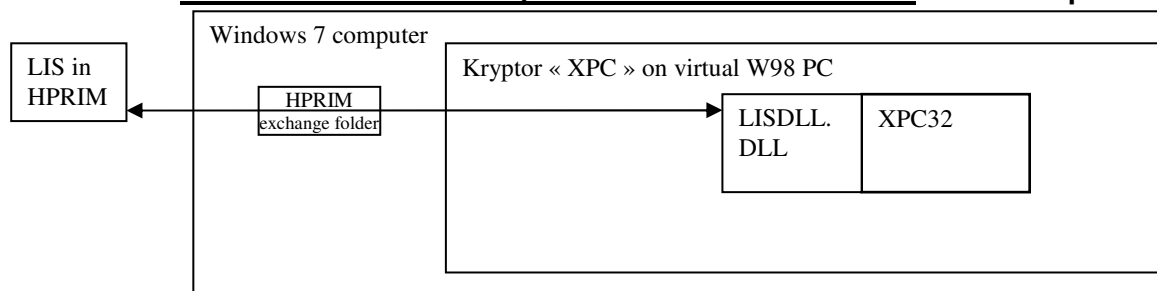 Windows 7 computer
LIS in
HPRIM
Kryptor « XPC » on virtual W98 PC
HPRIM
exchange folder
LISDLL.
DLL
XPC32